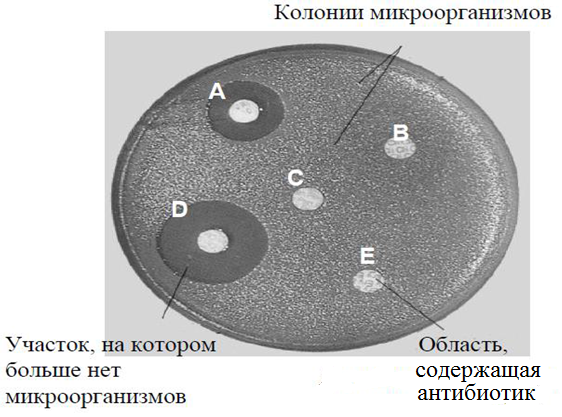 Колонии микроорганизмов
A
B
C
D
E
Участок, на котором
больше нет
микроорганизмов
Область,
содержащая
антибиотик